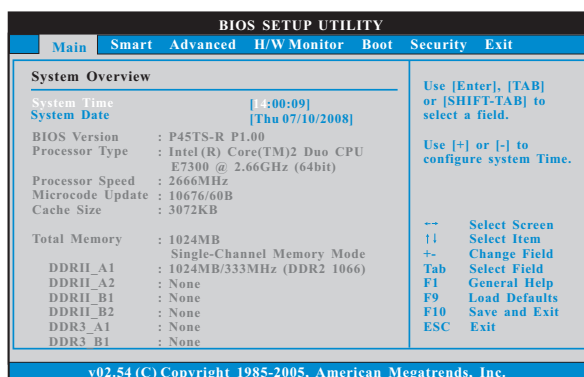 BIOS SETUP UTILITY
Main Smart Advanced H/W Monitor Boot Security Exit
System Overview
System Time [14:00:09]
System Date [Thu 07/10/2008]
BIOS Version : P45TS-R P1.00
Processor Type : Intel (R) Core(TM)2 Duo CPU
E7300 @ 2.66GHz (64bit)
Processor Speed : 2666MHz
Microcode Update : 10676/60B
Cache Size : 3072KB
Total Memory : 1024MB
Single-Channel Memory Mode
DDRII_A1 : 1024MB/333MHz (DDR2 1066)
DDRII_A2 : None
DDRII_B1 : None
DDRII_B2 : None
DDR3_A1 : None
DDR3_B1 : None
Use [Enter], [TAB]
or [SHIFT-TAB] to
select a field.
Use [+] or [-] to
configure system Time.
←→ Select Screen
↑↓ Select Item
+- Change Field
Tab Select Field
F1 General Help
F9 Load Defaults
F10 Save and Exit
ESC Exit
v02.54 (C) Copyright 1985-2005, American Megatrends, Inc.